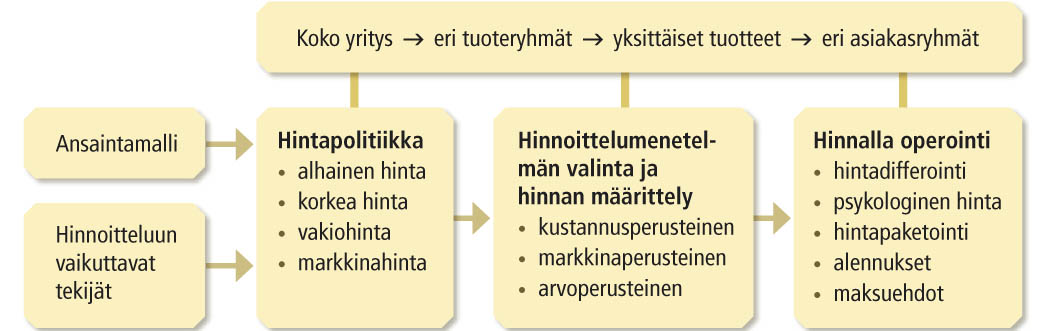 Koko yritys → eri tuoteryhmät → yksittäiset tuotteet → eri asiakasryhmät
Ansaintamalli
Hinnoitteluun
vaikuttavat
tekijät
Hintapolitiikka
• alhainen hinta
• korkea hinta
• vakiohinta
• markkinahinta
Hinnoittelumenetel-
män valinta ja
hinnan määrittely
• kustannusperusteinen
• markkinaperusteinen
• arvoperusteinen
Hinnalla operointi
• hintadifferointi
• psykologinen hinta
• hintapaketointi
• alennukset
• maksuehdot